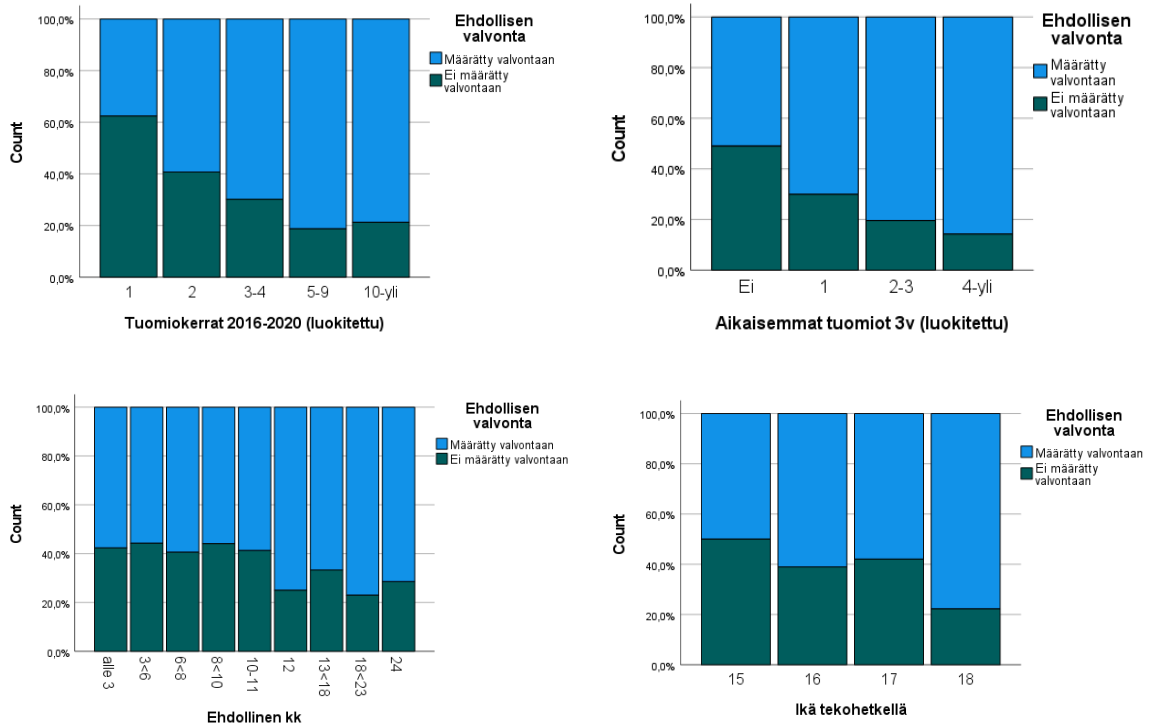 Ehdollisen
valvonta
Määrätty valvontaan
Ei määrätty
valvontaan
100,0%
80,0%
60,0%
40,0%
20,0%
0,0%
Count
1 2 3-4 5-9 10-yli
Tuomiokerrat 2016-2020 (luokitettu)
Ehdollisen
valvonta
Määrätty
valvontaan
Ei määrätty
valvontaan
100,0%
80,0%
60,0%
40,0%
20,0%
0,0%
Count
Ei 1 2-3 4-yli
Aikaisemmat tuomiot 3v (luokitettu)
Ehdollisen
valvonta
Määrätty valvontaan
Ei määrätty valvontaan
100,0%
80,0%
60,0%
40,0%
20,0%
0,0%
Count
alle 3
3<6
6<8
8<10
10-11
12
13<18
18<23
24
Ehdollinen kk
Ehdollisen
valvonta
Määrätty valvontaan
Ei määrätty
valvontaan
100,0%
80,0%
60,0%
40,0%
20,0%
0,0%
Count
15 16 17 18
Ikä tekohetkellä